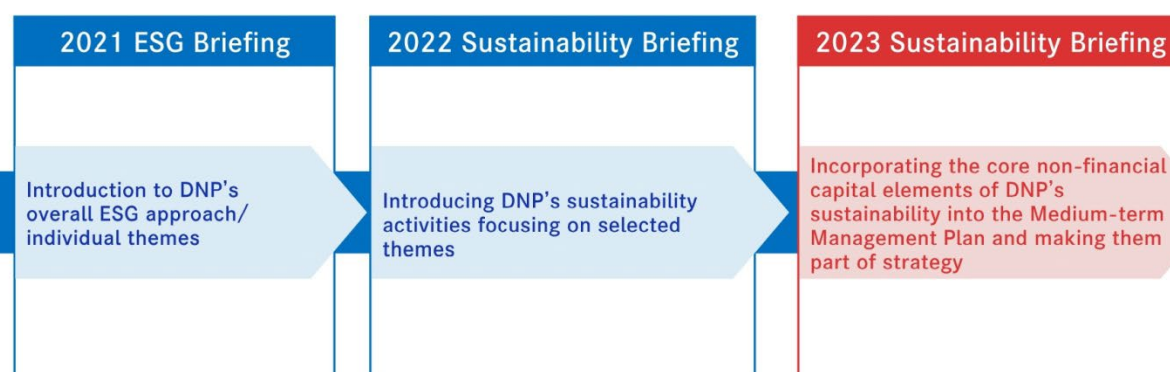 2021 ESG Briefing
Introduction to DNP's
overall ESG approach/
individual themes
2022 Sustainability Briefing
Introducing DNP's sustainability
activities focusing on selected
themes
2023 Sustainability Briefing
Incorporating the core non-financial
capital elements of DNP's
sustainability into the Medium-term
Management Plan and making them
part of strategy